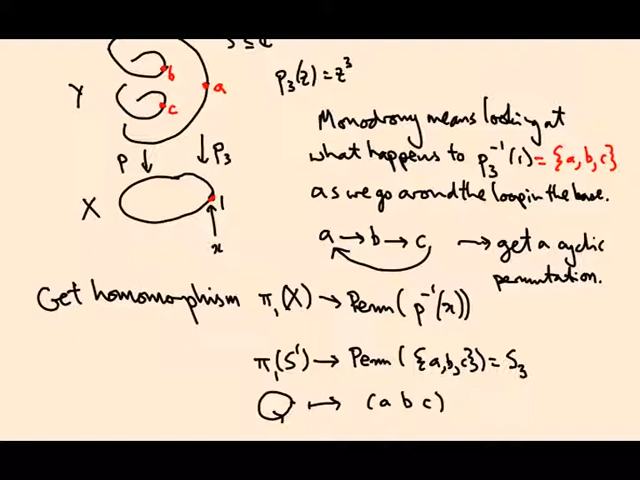 p₃(z) = z³
b
a
Y
c
Monodromy means looking at
what happens to p₃⁻¹(1) = {a,b,c}
as we go around the loop in the base.
p
p₃
X
1
x
a → b → c → get a cyclic
permutation.
Get homomorphism π₁(X) → Perm(p⁻¹(x))
π₁(S¹) → Perm({a,b,c}) = S₃
↦ (a b c)